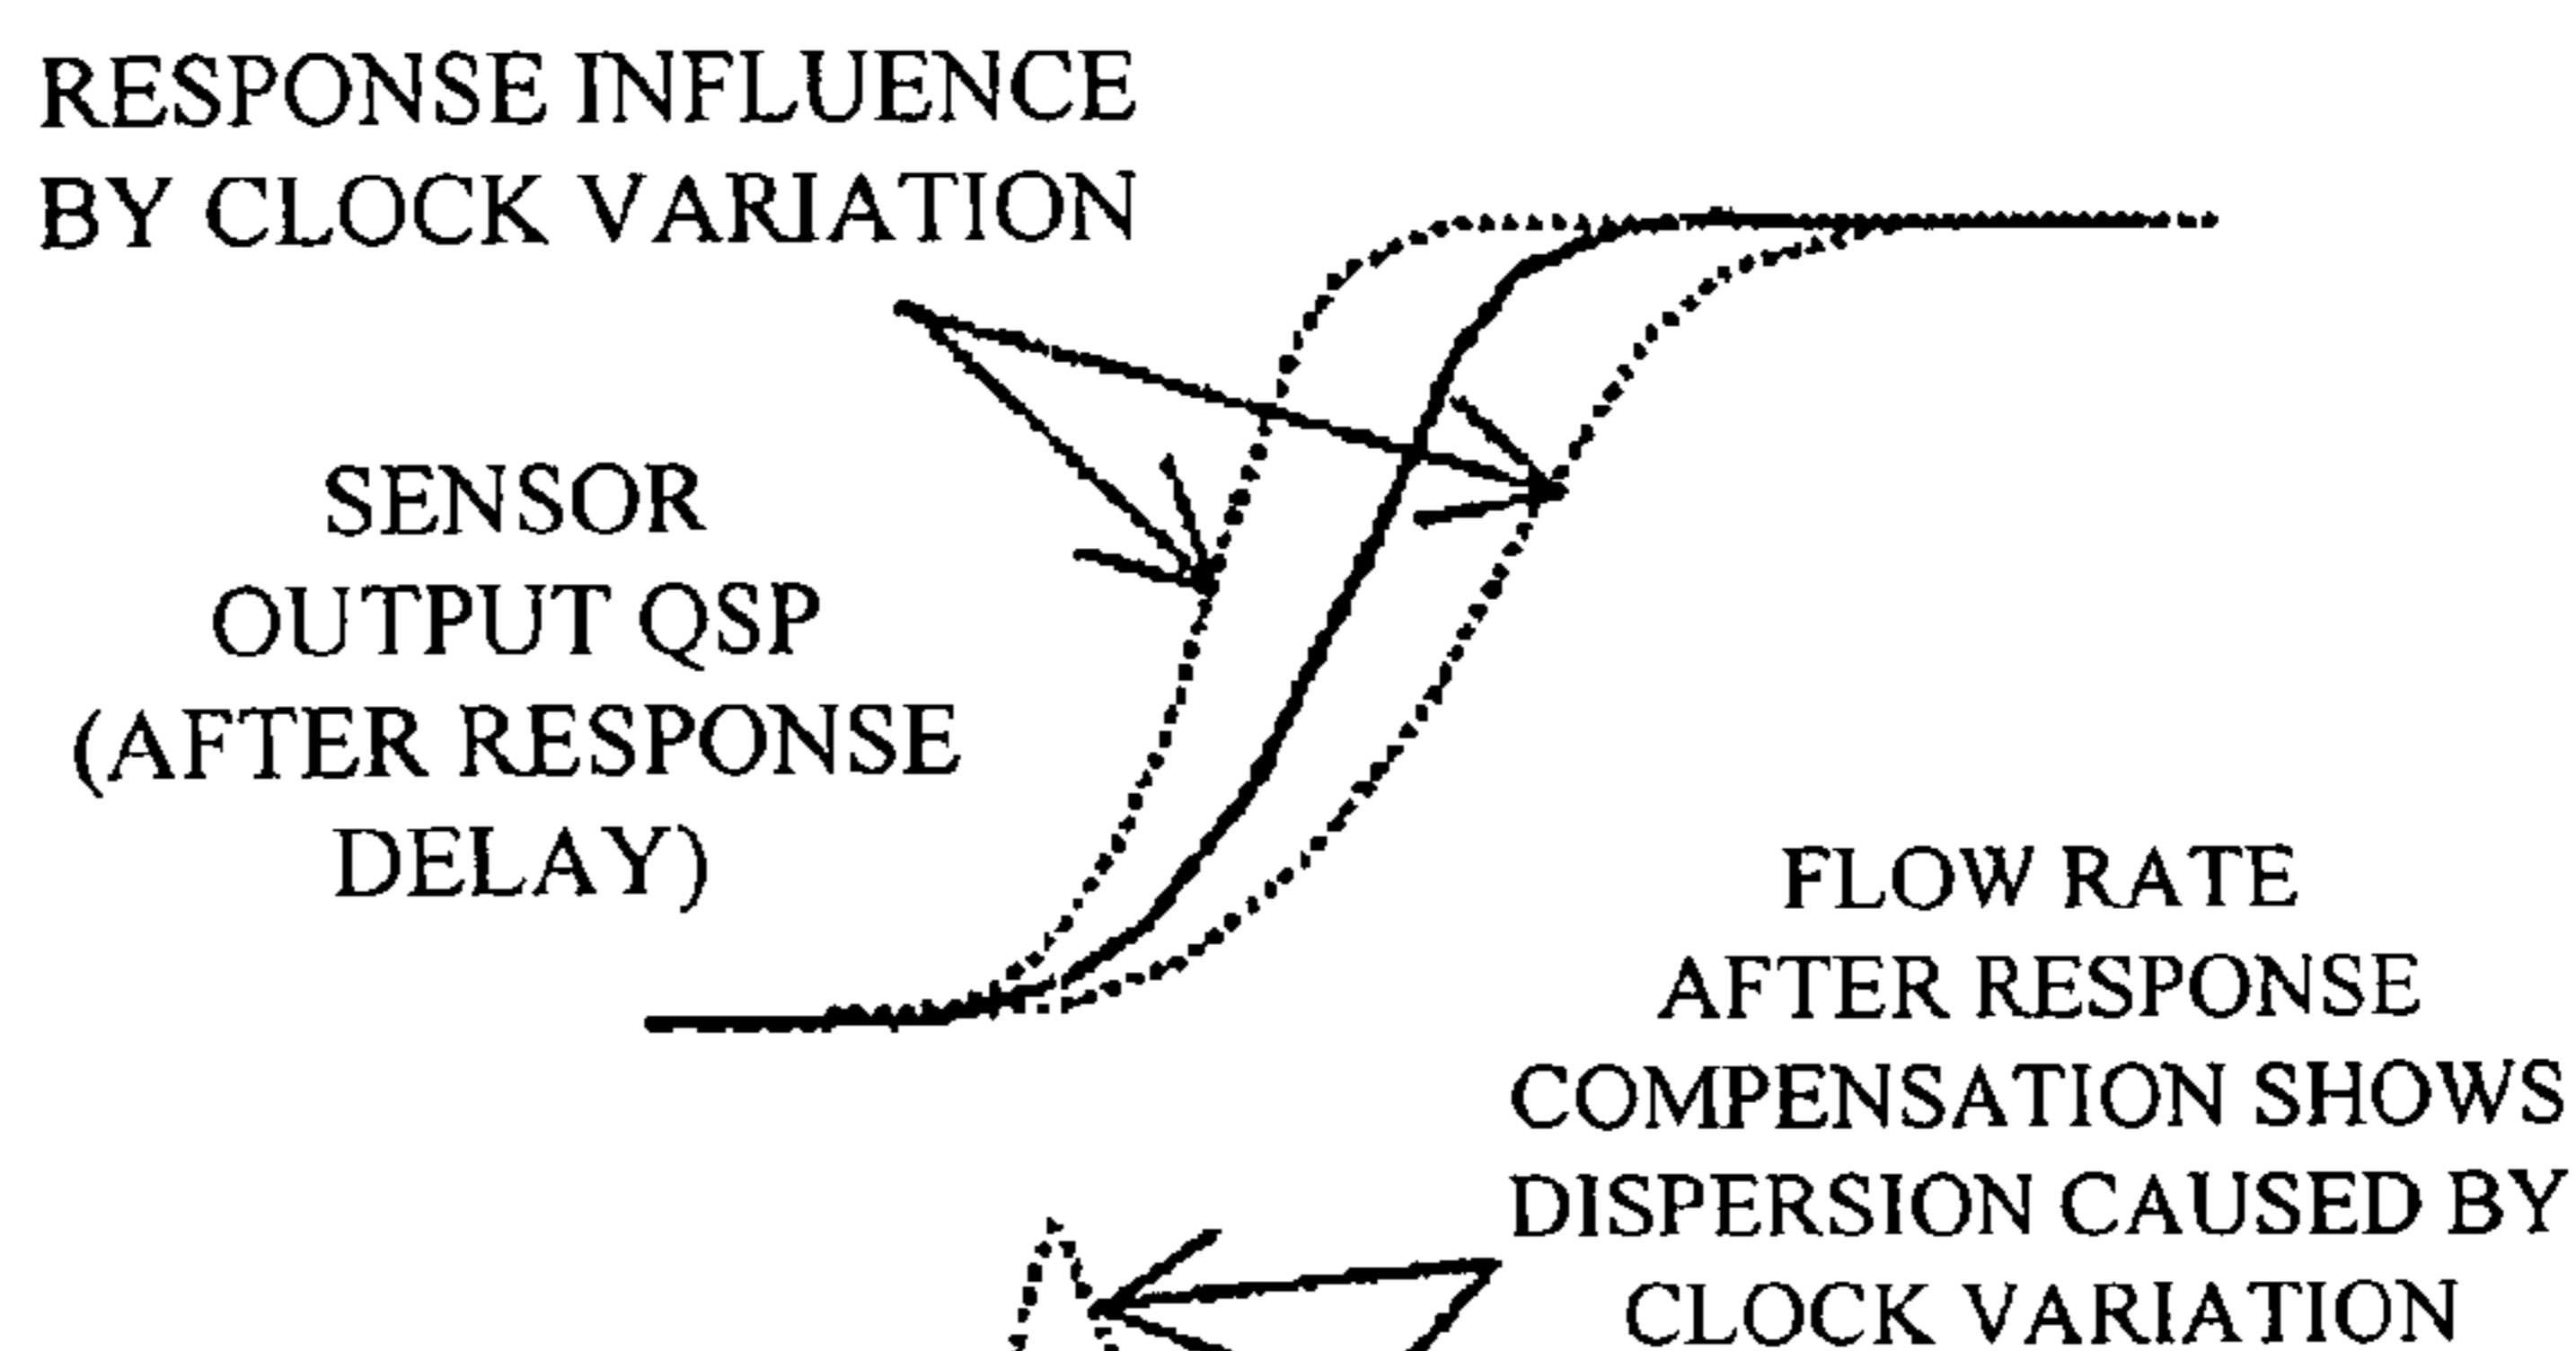 RESPONSE INFLUENCE
BY CLOCK VARIATION
SENSOR
OUTPUT QSP
(AFTER RESPONSE
DELAY)
FLOW RATE
AFTER RESPONSE
COMPENSATION SHOWS
DISPERSION CAUSED BY
CLOCK VARIATION